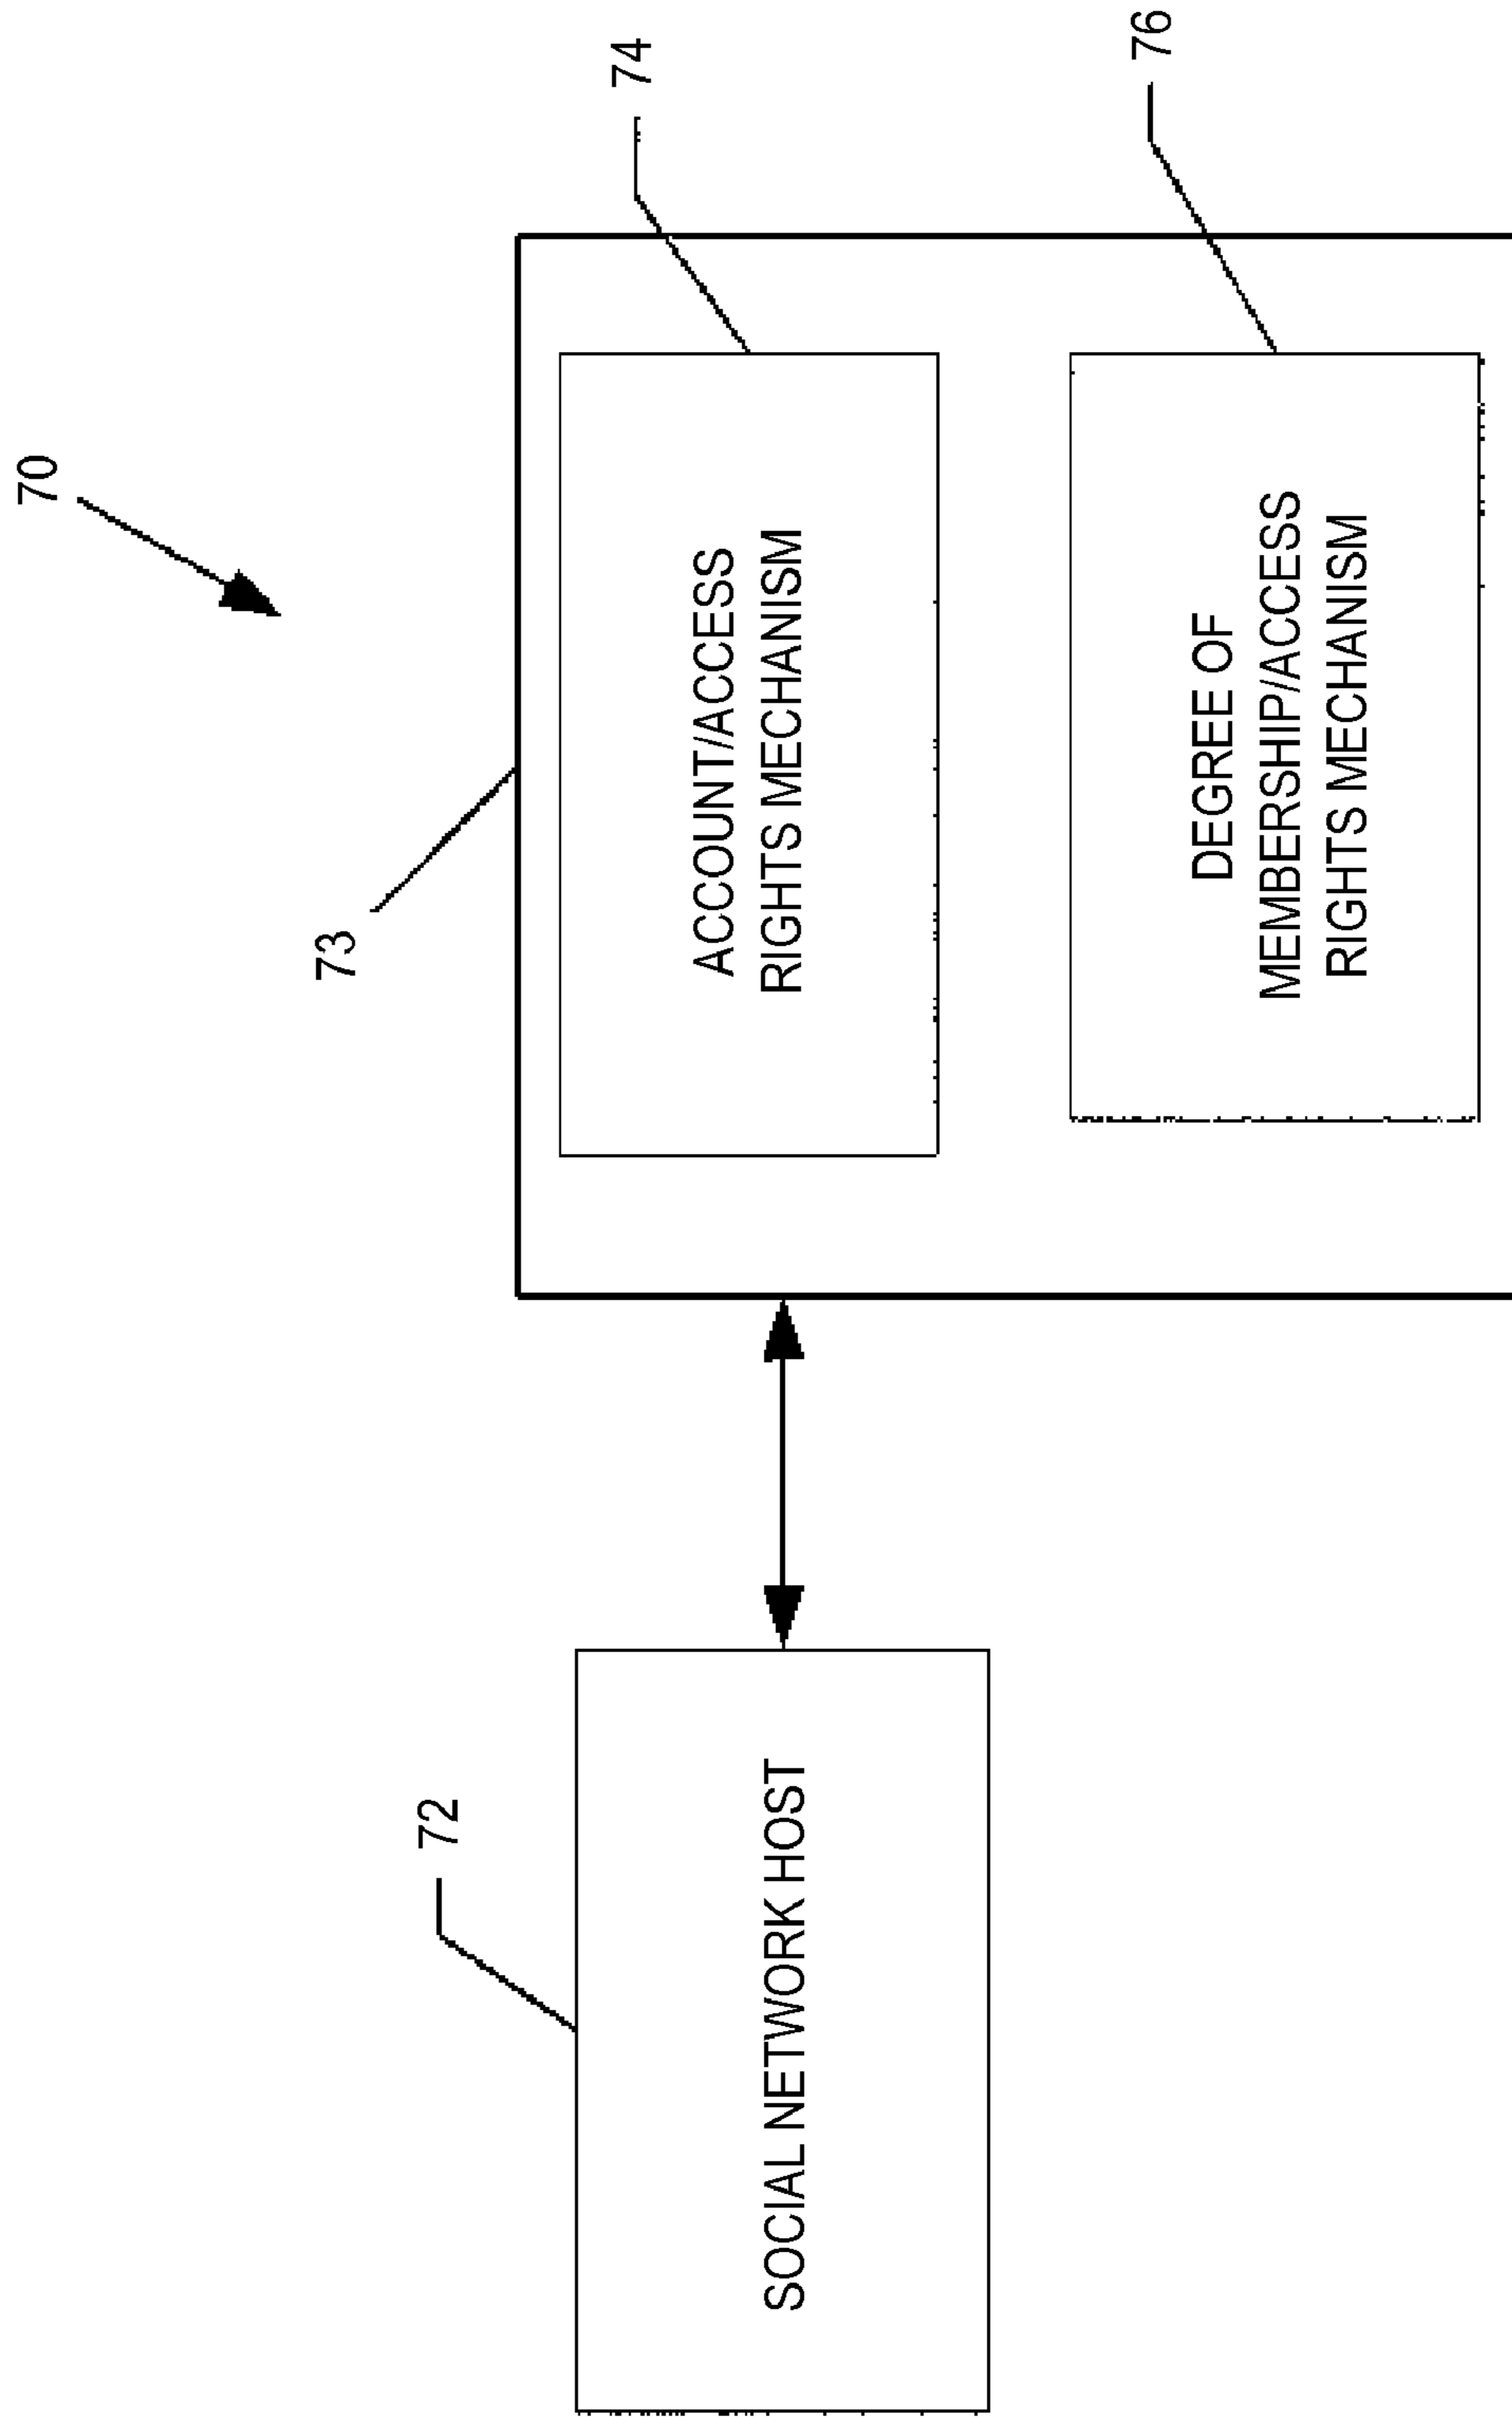 70
73
74
ACCOUNT/ACCESS
RIGHTS MECHANISM
76
DEGREE OF
MEMBERSHIP/ACCESS
RIGHTS MECHANISM
72
SOCIAL NETWORK HOST